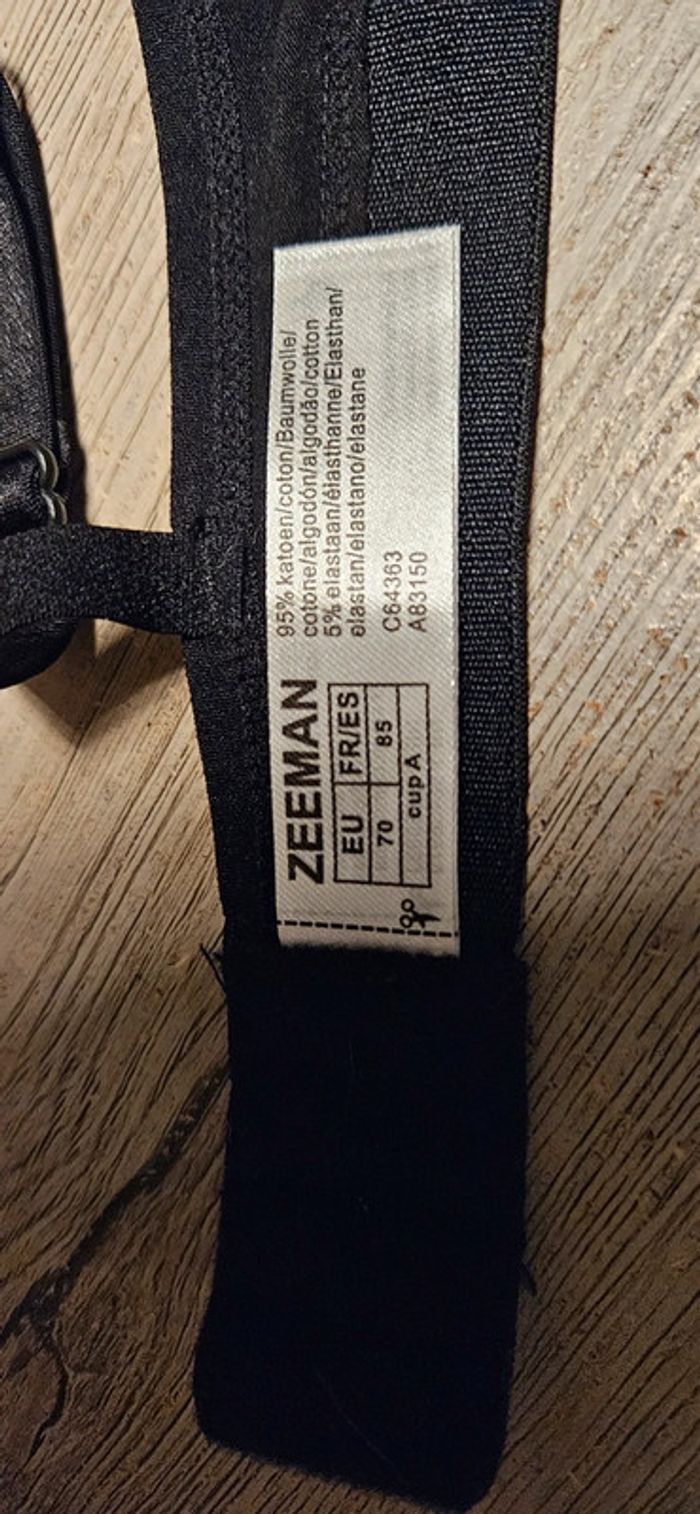 ZEEMAN
EU FR/ES
70 85
cup A
95% katoen/coton/Baumwolle/
cotone/algodón/algodão/cotton
5% elastaan/élasthanne/Elasthan/
elastan/elastano/elastane
C64363
A83150